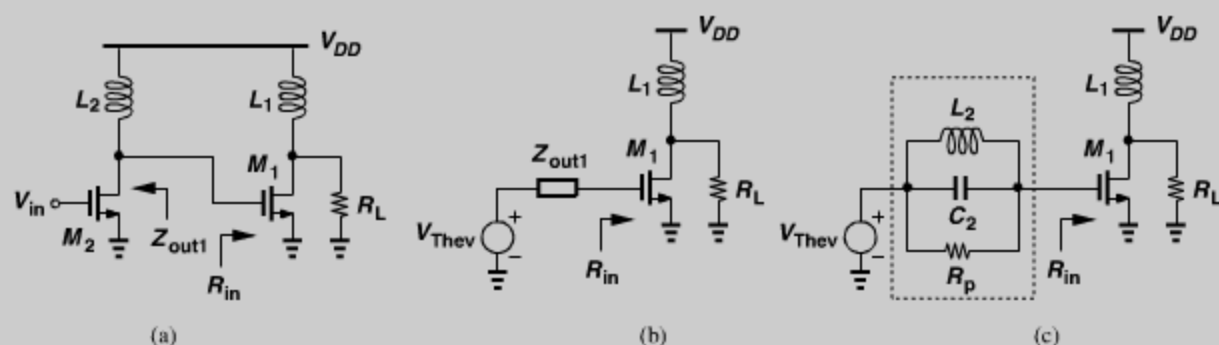 V_DD
L_2
L_1
M_1
V_in
M_2
Z_out1
R_in
R_L
(a)
V_DD
L_1
M_1
Z_out1
V_Thev
+
−
R_in
R_L
(b)
V_DD
L_1
L_2
M_1
C_2
R_p
V_Thev
+
−
R_in
R_L
(c)